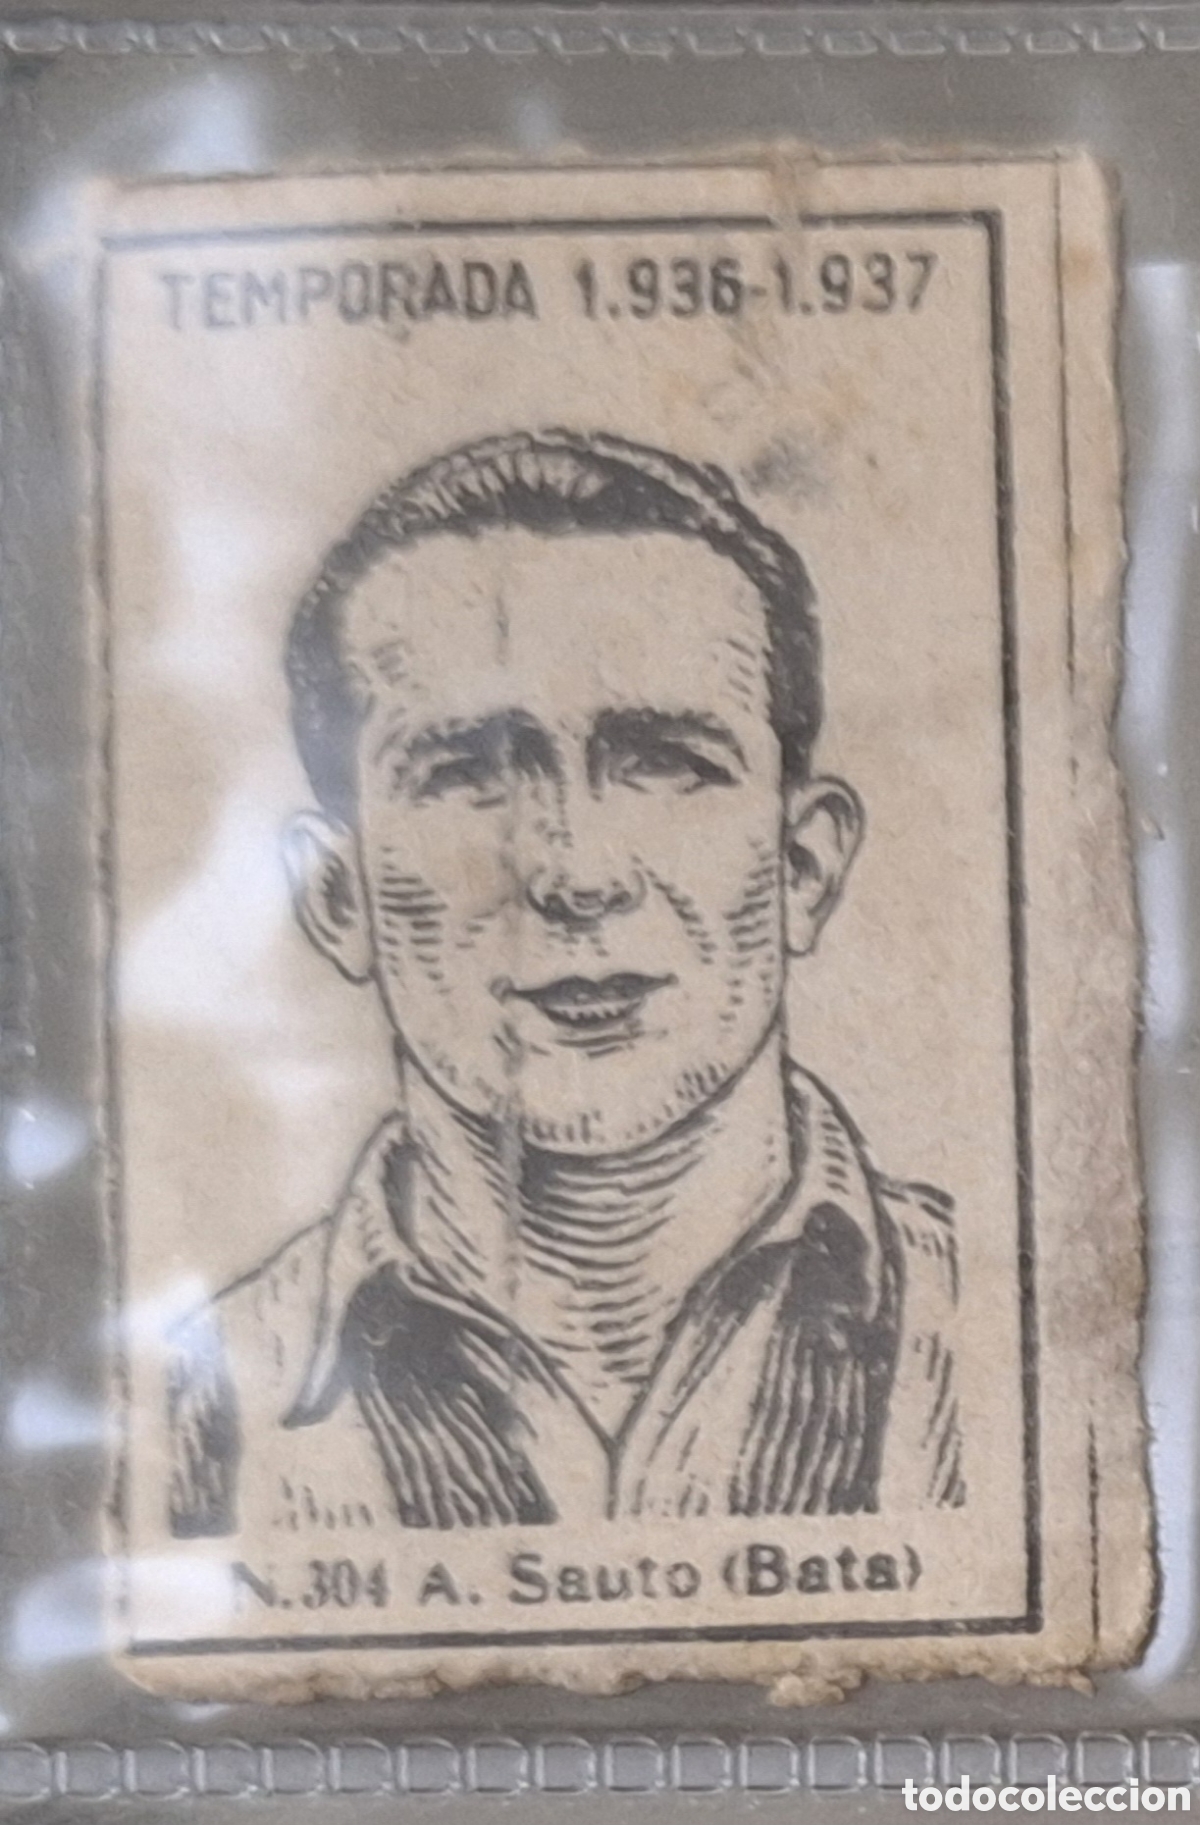 TEMPORADA 1.936-1.937
N.304 A. Sauto (Bata)
todocoleccion